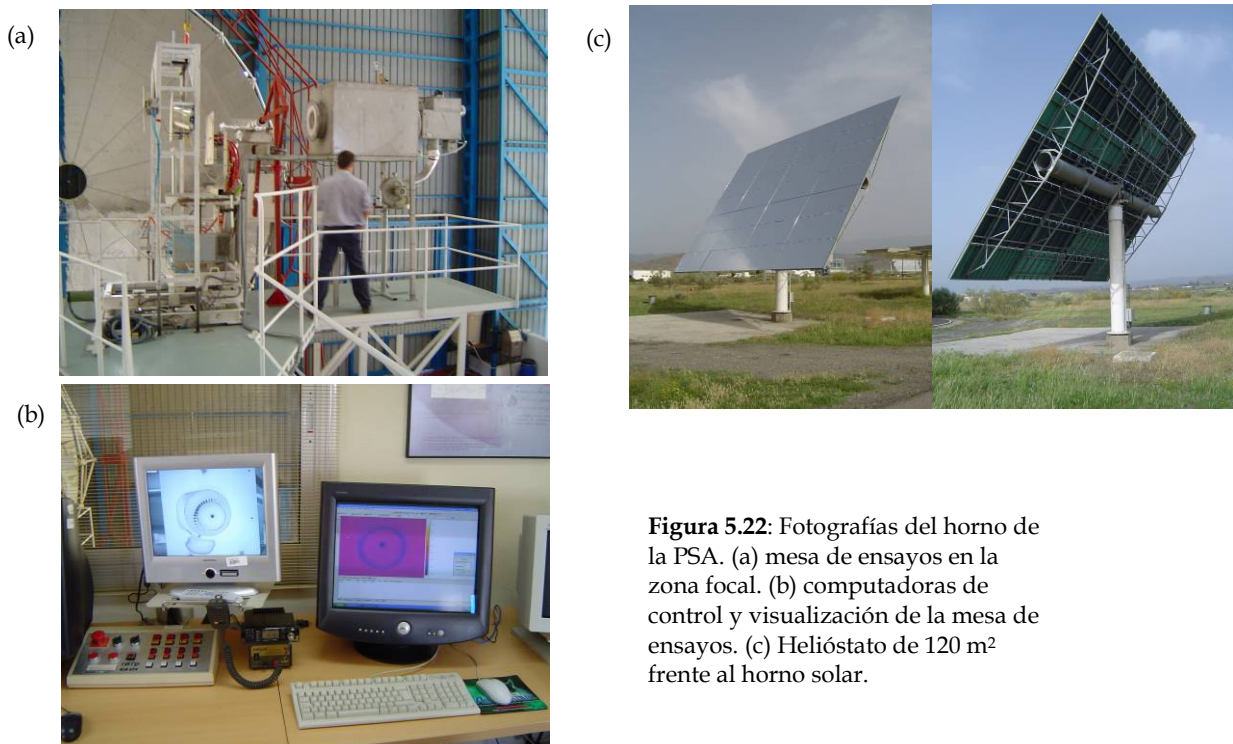 (a)
(b)
(c)
Figura 5.22: Fotografías del horno de
la PSA. (a) mesa de ensayos en la
zona focal. (b) computadoras de
control y visualización de la mesa de
ensayos. (c) Helióstato de 120 m²
frente al horno solar.